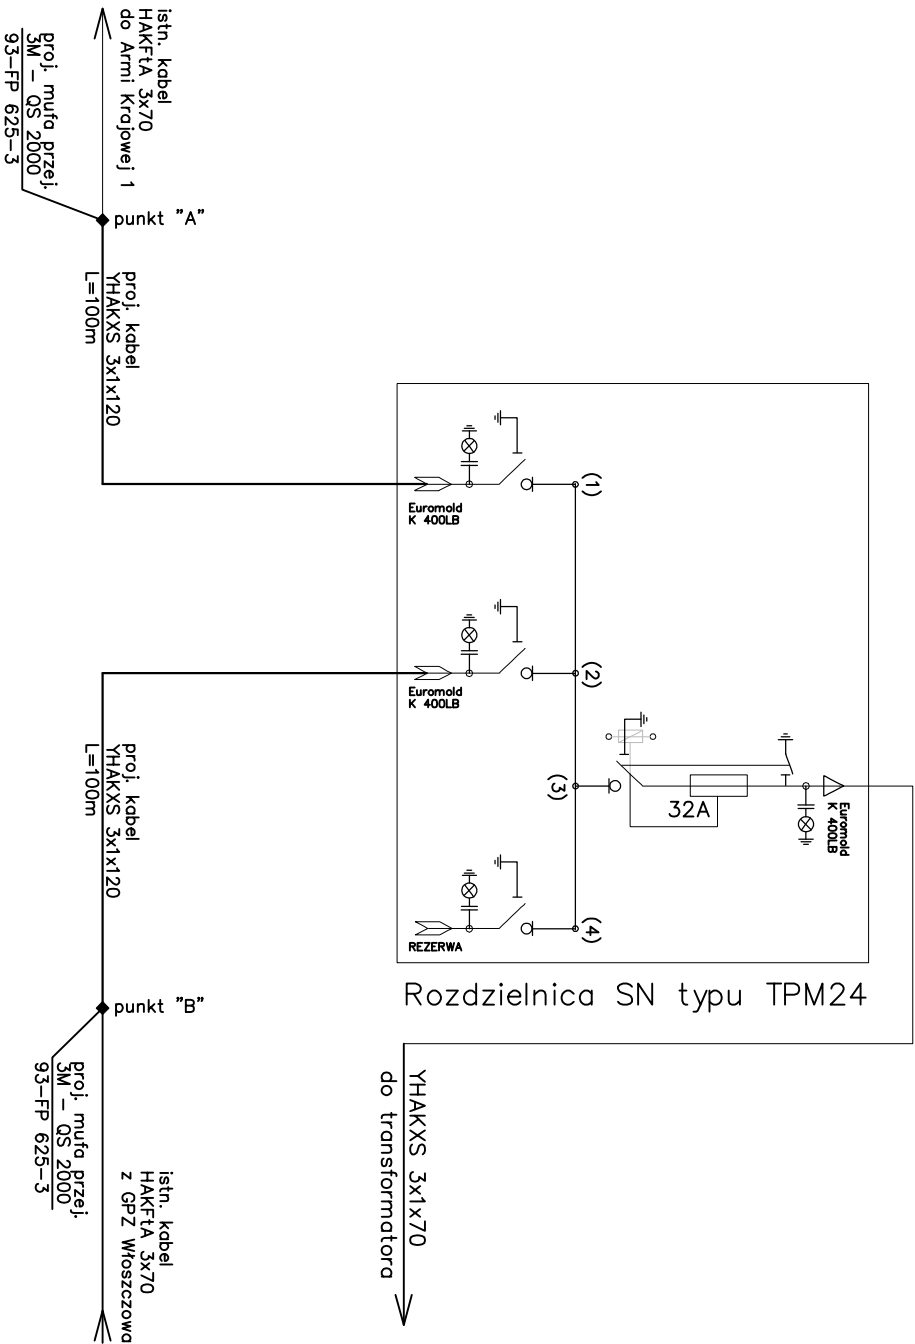 istn. kabel
HAKFtA 3x70
do Armi Krajowej 1
proj. mufa przej.
3M - QS 2000
93-FP 625-3
punkt "A"
proj. kabel
YHAKXS 3x1x120
L=100m
(1)
Euromold
K 400LB
(2)
Euromold
K 400LB
(3)
32A
Euromold
K 400LB
(4)
REZERWA
Rozdzielnica SN typu TPM24
proj. kabel
YHAKXS 3x1x120
L=100m
punkt "B"
proj. mufa przej.
3M - QS 2000
93-FP 625-3
YHAKXS 3x1x70
do transformatora
istn. kabel
HAKFtA 3x70
z GPZ Włoszczowa